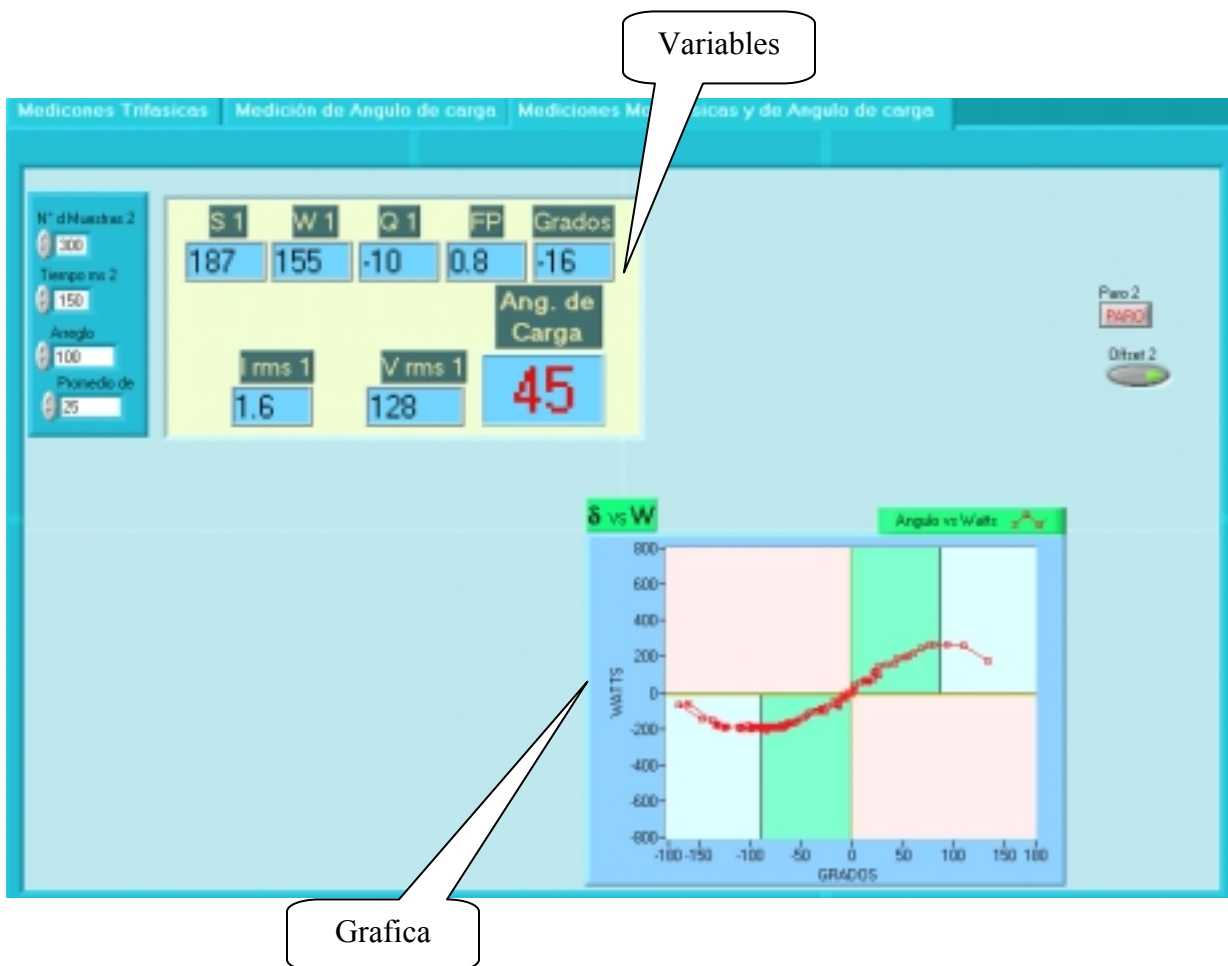 Variables
Medicones Trifasicas
Medición de Angulo de carga
Mediciones Mo sicas y de Angulo de carga
N° d Muestras 2
300
Tiempo ms 2
150
Arreglo
100
Promedio de
25
S 1 W 1 Q 1 FP Grados
187 155 -10 0.8 -16
Ang. de
Carga
I rms 1 V rms 1
1.6 128 45
Paro 2
PARO
Offset 2
δ vs W
Angulo vs Watts
800
600
400
200
0
-200
-400
-600
-800
WATTS
-180 -150 -100 -50 0 50 100 150 180
GRADOS
Grafica